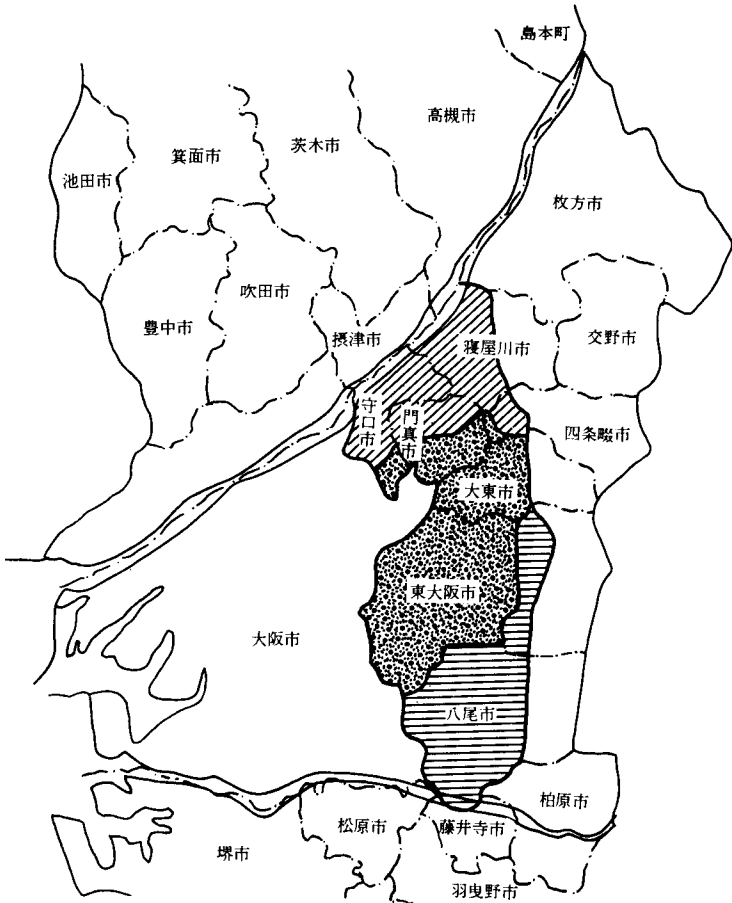 島本町
高槻市
茨木市
箕面市
池田市
枚方市
吹田市
豊中市
摂津市
寝屋川市
交野市
守口市
門真市
四条畷市
大東市
東大阪市
大阪市
八尾市
柏原市
松原市
藤井寺市
堺市
羽曳野市